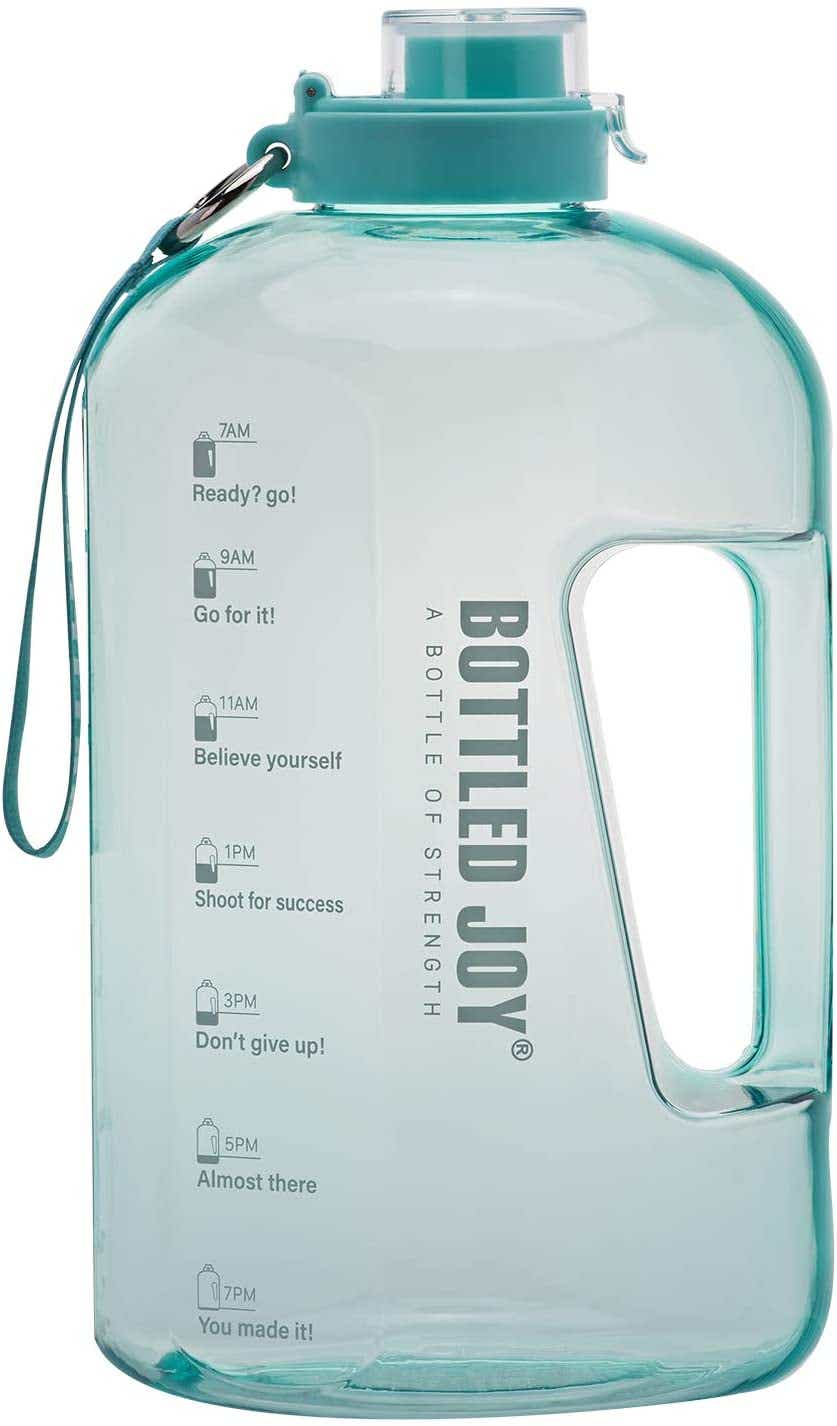 7AM
Ready? go!
9AM
Go for it!
11AM
Believe yourself
1PM
Shoot for success
3PM
Don't give up!
5PM
Almost there
7PM
You made it!
BOTTLED JOY®
A BOTTLE OF STRENGTH